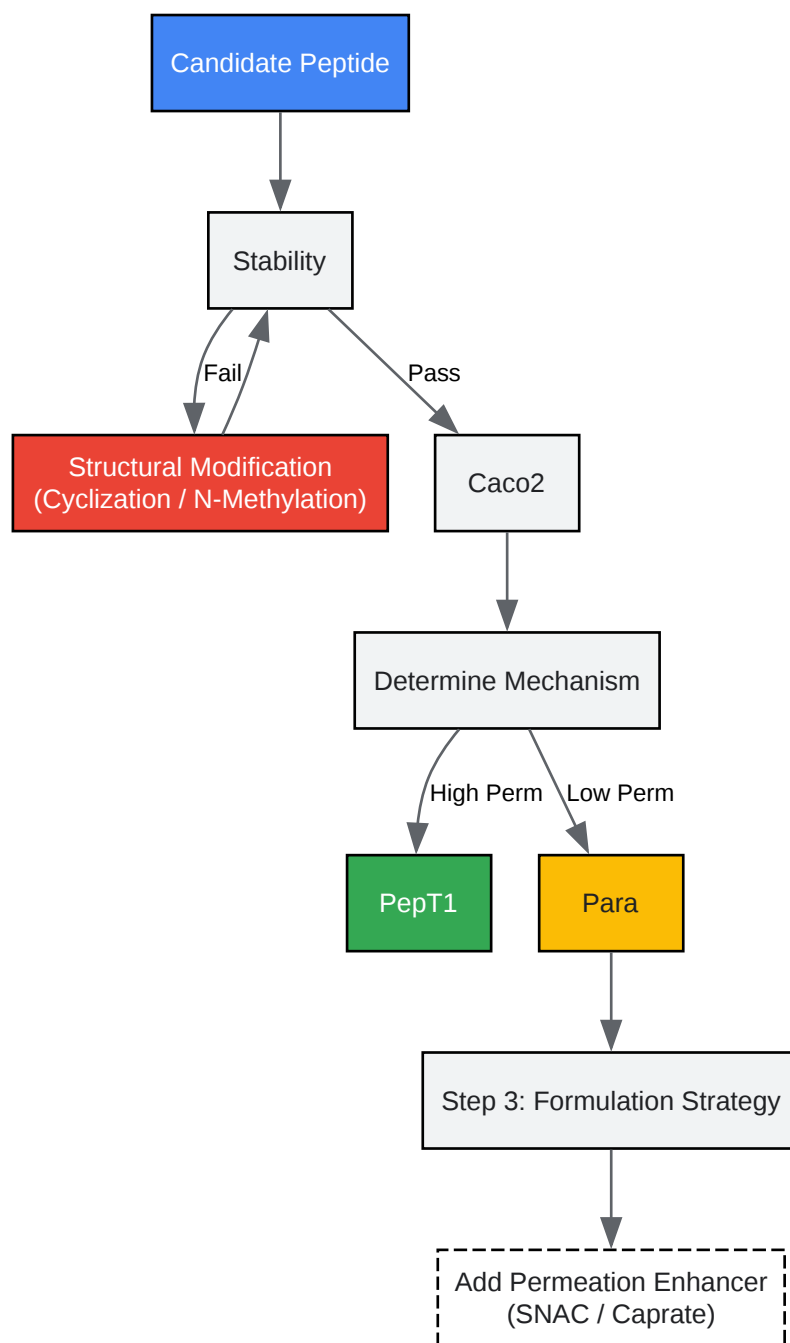 Candidate Peptide
Stability
Fail
Pass
Structural Modification
(Cyclization / N-Methylation)
Caco2
Determine Mechanism
High Perm
Low Perm
PepT1
Para
Step 3: Formulation Strategy
Add Permeation Enhancer
(SNAC / Caprate)